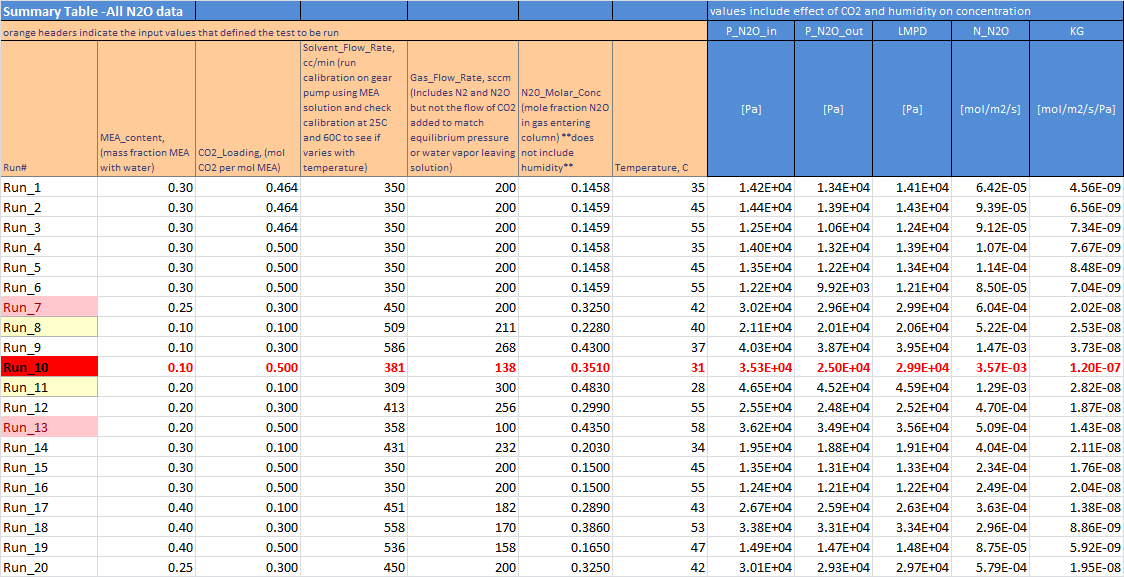 Summary Table -All N2O data values include effect of CO2 and humidity on concentration
orange headers indicate the input values that defined the test to be run P_N2O_in P_N2O_out LMPD N_N2O KG
Run#
MEA_content, (mass fraction MEA with water)
CO2_Loading, (mol CO2 per mol MEA)
Solvent_Flow_Rate, cc/min (run calibration on gear pump using MEA solution and check calibration at 25C and 60C to see if varies with temperature)
Gas_Flow_Rate, sccm (Includes N2 and N2O but not the flow of CO2 added to match equilibrium pressure or water vapor leaving solution)
N2O_Molar_Conc (mole fraction N2O in gas entering column) **does not include humidity**
Temperature, C
[Pa] [Pa] [Pa] [mol/m2/s] [mol/m2/s/Pa]
Run_1 0.30 0.464 350 200 0.1458 35 1.42E+04 1.34E+04 1.41E+04 6.42E-05 4.56E-09
Run_2 0.30 0.464 350 200 0.1459 45 1.44E+04 1.39E+04 1.43E+04 9.39E-05 6.56E-09
Run_3 0.30 0.464 350 200 0.1459 55 1.25E+04 1.06E+04 1.24E+04 9.12E-05 7.34E-09
Run_4 0.30 0.500 350 200 0.1458 35 1.40E+04 1.32E+04 1.39E+04 1.07E-04 7.67E-09
Run_5 0.30 0.500 350 200 0.1458 45 1.35E+04 1.22E+04 1.34E+04 1.14E-04 8.48E-09
Run_6 0.30 0.500 350 200 0.1459 55 1.22E+04 9.92E+03 1.21E+04 8.50E-05 7.04E-09
Run_7 0.25 0.300 450 200 0.3250 42 3.02E+04 2.96E+04 2.99E+04 6.04E-04 2.02E-08
Run_8 0.10 0.100 509 211 0.2280 40 2.11E+04 2.01E+04 2.06E+04 5.22E-04 2.53E-08
Run_9 0.10 0.300 586 268 0.4300 37 4.03E+04 3.87E+04 3.95E+04 1.47E-03 3.73E-08
Run_10 0.10 0.500 381 138 0.3510 31 3.53E+04 2.50E+04 2.99E+04 3.57E-03 1.20E-07
Run_11 0.20 0.100 309 300 0.4830 28 4.65E+04 4.52E+04 4.59E+04 1.29E-03 2.82E-08
Run_12 0.20 0.300 413 256 0.2990 55 2.55E+04 2.48E+04 2.52E+04 4.70E-04 1.87E-08
Run_13 0.20 0.500 358 100 0.4350 58 3.62E+04 3.49E+04 3.56E+04 5.09E-04 1.43E-08
Run_14 0.30 0.100 431 232 0.2030 34 1.95E+04 1.88E+04 1.91E+04 4.04E-04 2.11E-08
Run_15 0.30 0.500 350 200 0.1500 45 1.35E+04 1.31E+04 1.33E+04 2.34E-04 1.76E-08
Run_16 0.30 0.500 350 200 0.1500 55 1.24E+04 1.21E+04 1.22E+04 2.49E-04 2.04E-08
Run_17 0.40 0.100 451 182 0.2890 43 2.67E+04 2.59E+04 2.63E+04 3.63E-04 1.38E-08
Run_18 0.40 0.300 558 170 0.3860 53 3.38E+04 3.31E+04 3.34E+04 2.96E-04 8.86E-09
Run_19 0.40 0.500 536 158 0.1650 47 1.49E+04 1.47E+04 1.48E+04 8.75E-05 5.92E-09
Run_20 0.25 0.300 450 200 0.3250 42 3.01E+04 2.93E+04 2.97E+04 5.79E-04 1.95E-08